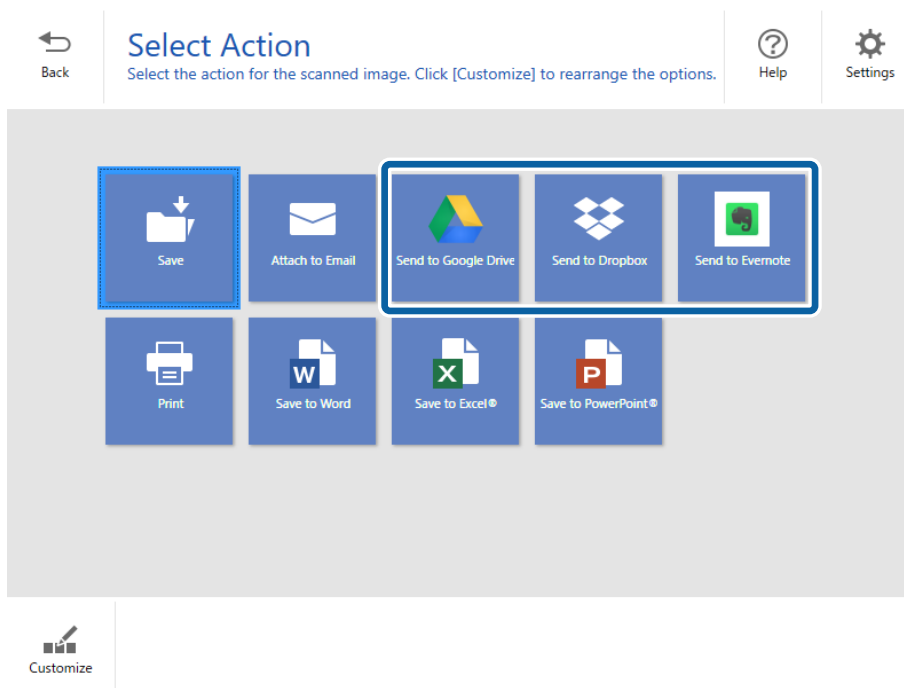 Select Action
Back
Select the action for the scanned image. Click [Customize] to rearrange the options.
Help
Settings
Save
Attach to Email
Send to Google Drive
Send to Dropbox
Send to Evernote
Print
W
Save to Word
X
Save to Excel®
P
Save to PowerPoint®
Customize